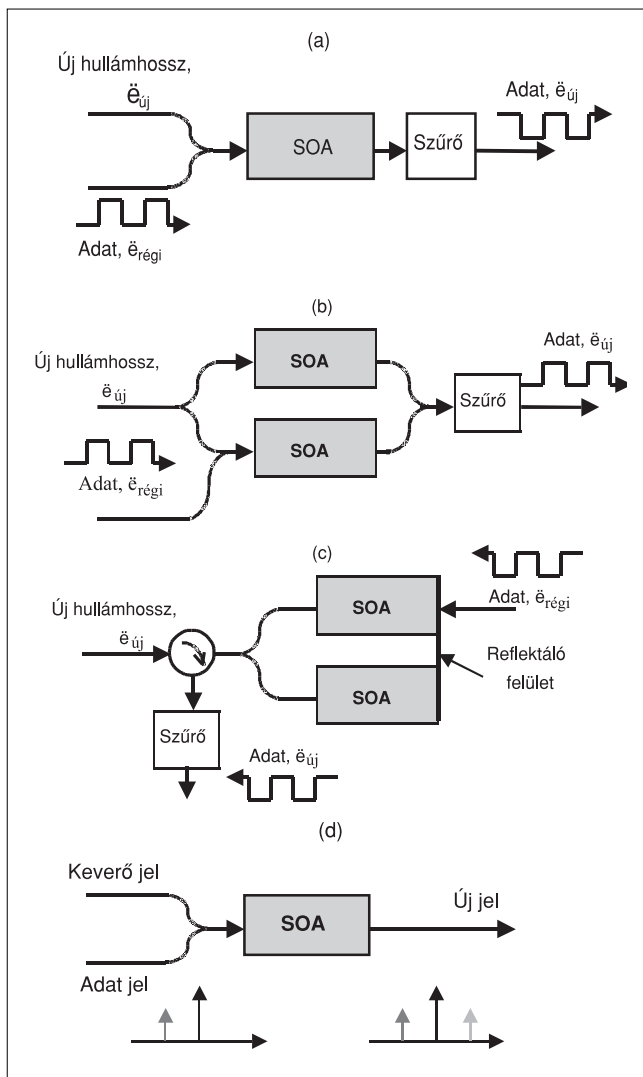 (a)
Új hullámhossz,
ëúj
Adat, ërégi
SOA
Szűrő
Adat, ëúj
(b)
Új hullámhossz,
ëúj
Adat, ërégi
SOA
SOA
Szűrő
Adat, ëúj
(c)
Új hullámhossz,
ëúj
SOA
SOA
Adat, ërégi
Reflektáló
felület
Szűrő
Adat, ëúj
(d)
Keverő jel
Adat jel
SOA
Új jel